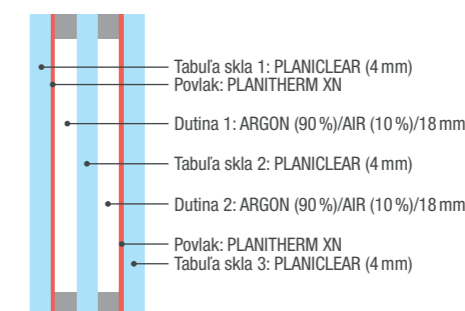 Tabuľa skla 1: PLANICLEAR (4 mm)
Povlak: PLANITHERM XN
Dutina 1: ARGON (90 %)/AIR (10 %)/18 mm
Tabuľa skla 2: PLANICLEAR (4 mm)
Dutina 2: ARGON (90 %)/AIR (10 %)/18 mm
Povlak: PLANITHERM XN
Tabuľa skla 3: PLANICLEAR (4 mm)